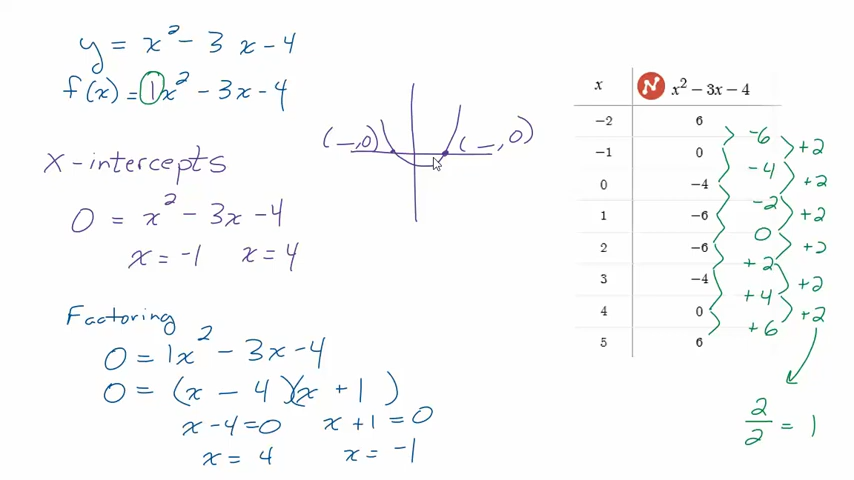 y = x² - 3x - 4
f(x) = 1x² - 3x - 4
X-intercepts
0 = x² - 3x - 4
x = -1 x = 4
Factoring
0 = 1x² - 3x - 4
0 = (x - 4)(x + 1)
x - 4 = 0 x + 1 = 0
x = 4 x = -1
(_, 0) (_, 0)
x x² − 3x − 4
−2 6
-6
−1 0 +2
-4
0 −4 +2
-2
1 −6 +2
0
2 −6 +2
+2
3 −4 +2
+4
4 0 +2
+6
5 6
2/2 = 1